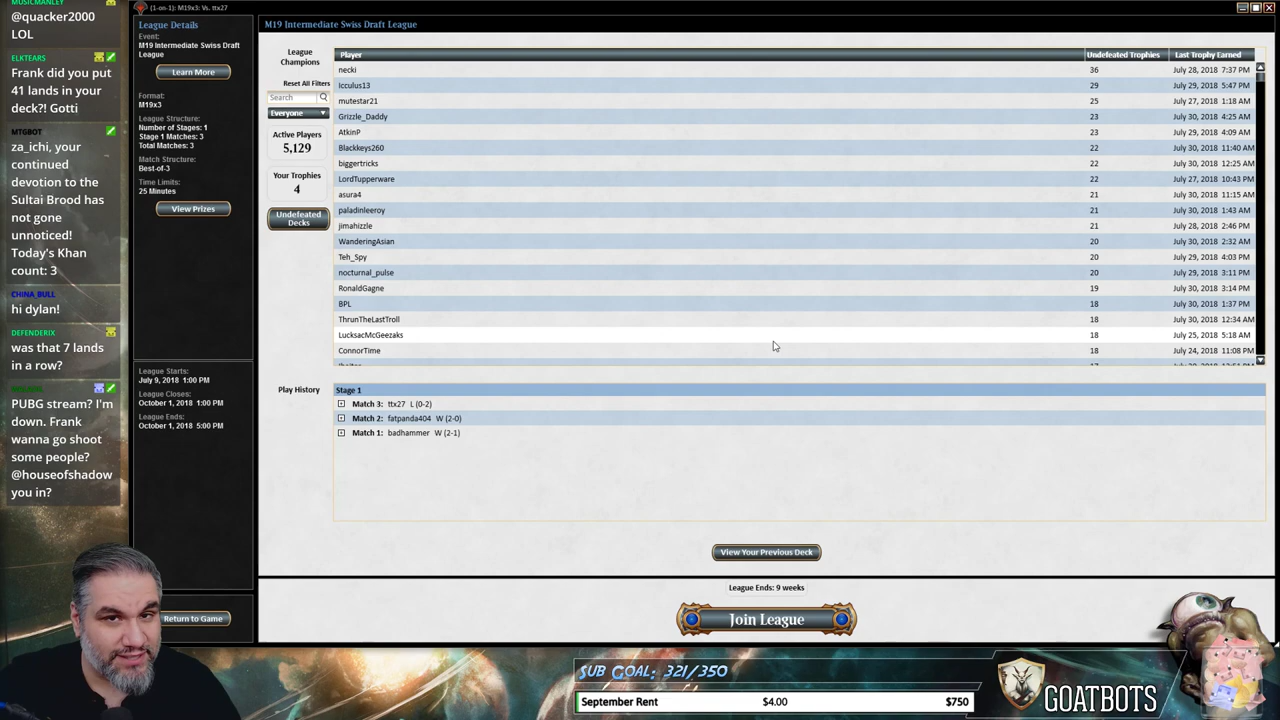 MUSICMANLEY
@quacker2000
LOL
ELKTEARS
Frank did you put
41 lands in your
deck?! Gotti
MTGBOT
za_ichi, your
continued
devotion to the
Sultai Brood has
not gone
unnoticed!
Today's Khan
count: 3
CHINA_BULL
hi dylan!
DEFENDERIX
was that 7 lands
in a row?
PUBG stream? I'm
down. Frank
wanna go shoot
some people?
@houseofshadow
you in?
(1-on-1): M19x3: Vs. ttx27
League Details
Event:
M19 Intermediate Swiss Draft
League
Learn More
Format:
M19x3
League Structure:
Number of Stages: 1
Stage 1 Matches: 3
Total Matches: 3
Match Structure:
Best-of-3
Time Limits:
25 Minutes
View Prizes
League Starts:
July 9, 2018 1:00 PM
League Closes:
October 1, 2018 1:00 PM
League Ends:
October 1, 2018 5:00 PM
Return to Game
M19 Intermediate Swiss Draft League
League
Champions
Reset All Filters
Search
Everyone
Active Players
5,129
Your Trophies
4
Undefeated
Decks
Player Undefeated Trophies Last Trophy Earned
necki 36 July 28, 2018 7:37 PM
Icculus13 29 July 29, 2018 5:47 PM
mutestar21 25 July 27, 2018 1:18 AM
Grizzle_Daddy 23 July 30, 2018 4:25 AM
AtkinP 23 July 29, 2018 4:09 AM
Blackkeys260 22 July 30, 2018 11:40 AM
biggertricks 22 July 30, 2018 12:25 AM
LordTupperware 22 July 27, 2018 10:43 PM
asura4 21 July 30, 2018 11:15 AM
paladinleeroy 21 July 30, 2018 1:43 AM
jimahizzle 21 July 28, 2018 2:46 PM
WanderingAsian 20 July 30, 2018 2:32 AM
Teh_Spy 20 July 29, 2018 4:03 PM
nocturnal_pulse 20 July 29, 2018 3:11 PM
RonaldGagne 19 July 30, 2018 3:14 PM
BPL 18 July 30, 2018 1:37 PM
ThrunTheLastTroll 18 July 30, 2018 12:34 AM
LucksacMcGeezaks 18 July 25, 2018 5:18 AM
ConnorTime 18 July 24, 2018 11:08 PM
Play History
Stage 1
Match 3: ttx27 L (0-2)
Match 2: fatpanda404 W (2-0)
Match 1: badhammer W (2-1)
View Your Previous Deck
League Ends: 9 weeks
Join League
SUB GOAL: 321/350
September Rent $4.00 $750
GOATBOTS